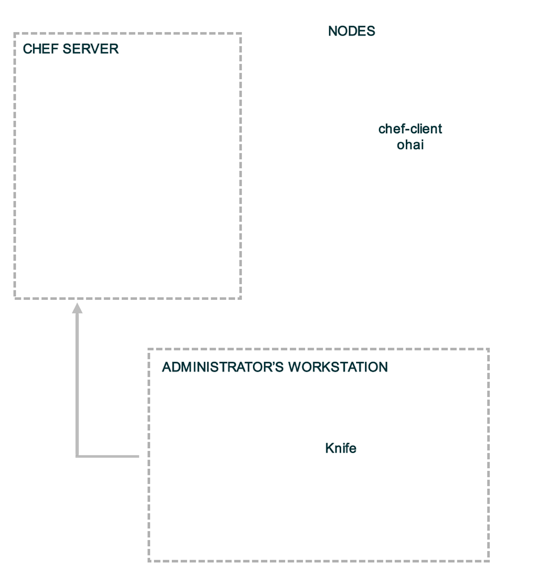 NODES
CHEF SERVER
chef-client
ohai
ADMINISTRATOR'S WORKSTATION
Knife